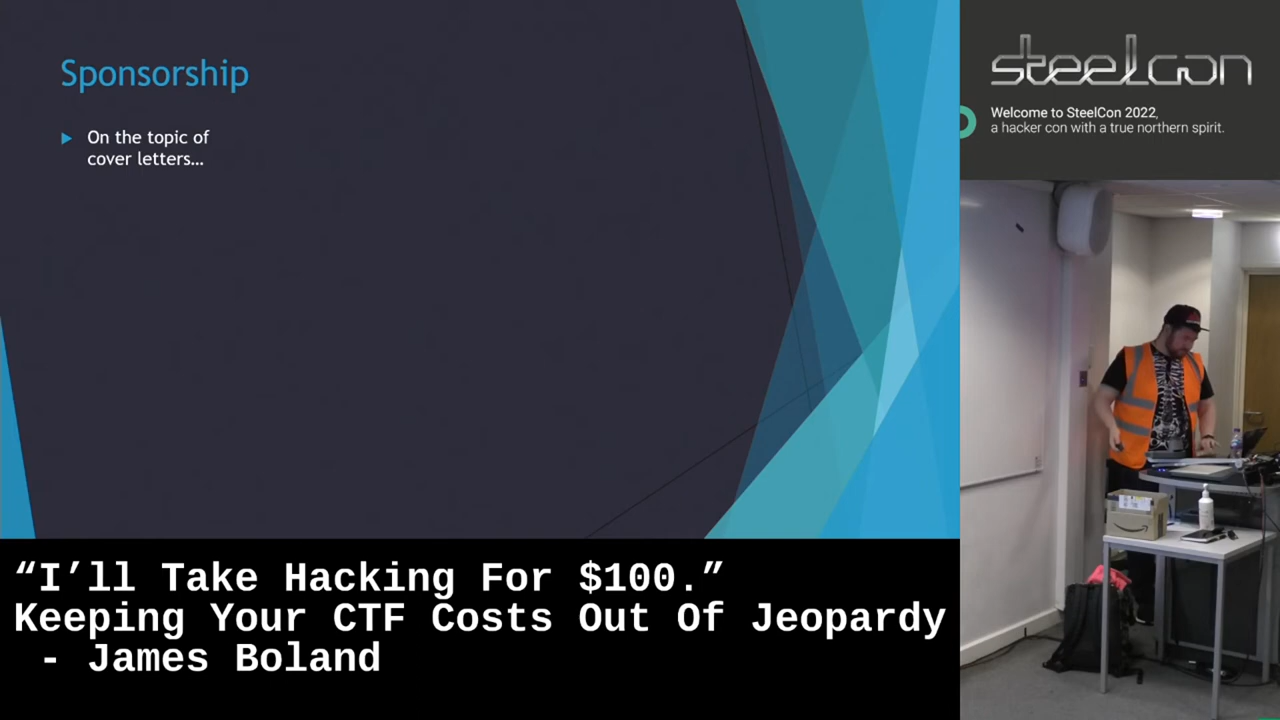 Sponsorship
On the topic of
cover letters...
steelcon
Welcome to SteelCon 2022,
a hacker con with a true northern spirit.
“I’ll Take Hacking For $100.”
Keeping Your CTF Costs Out Of Jeopardy
- James Boland